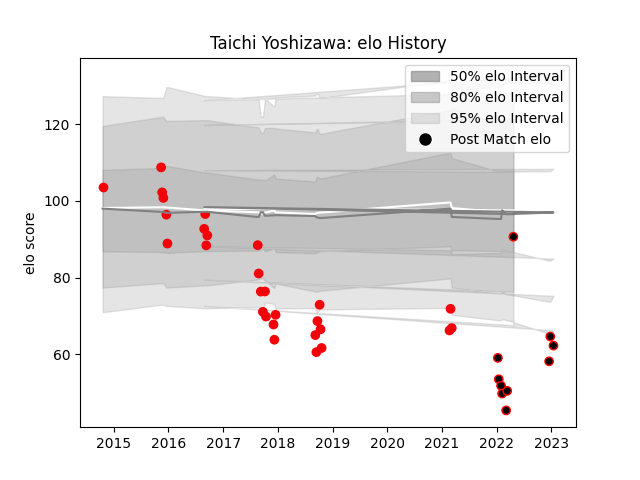 Taichi Yoshizawa: elo History
50% elo Interval
80% elo Interval
95% elo Interval
Post Match elo
elo score
120
100
80
60
2015 2016 2017 2018 2019 2020 2021 2022 2023